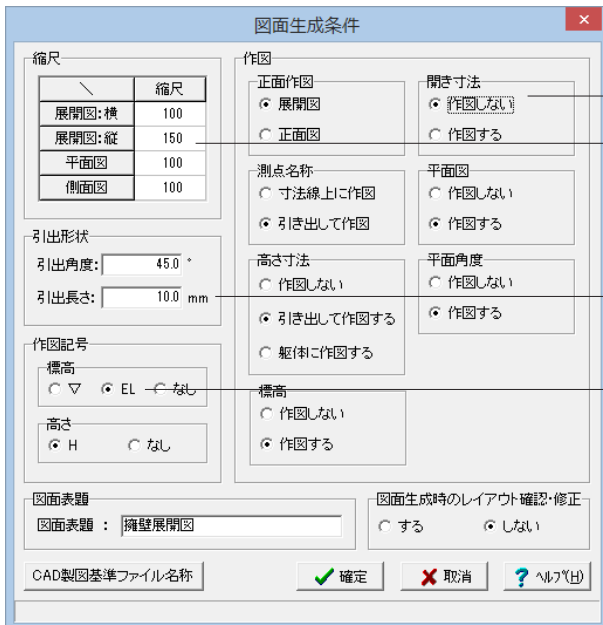 図面生成条件
縮尺
＼ 縮尺
展開図:横 100
展開図:縦 150
平面図 100
側面図 100
引出形状
引出角度: 45.0 °
引出長さ: 10.0 mm
作図記号
標高
▽ EL なし
高さ
H なし
作図
正面作図
展開図
正面図
開き寸法
作図しない
作図する
測点名称
寸法線上に作図
引き出して作図
平面図
作図しない
作図する
高さ寸法
作図しない
引き出して作図する
躯体に作図する
平面角度
作図しない
作図する
標高
作図しない
作図する
図面表題
図面表題 : 擁壁展開図
図面生成時のレイアウト確認・修正
する しない
CAD製図基準ファイル名称
確定
取消
ヘルプ(H)